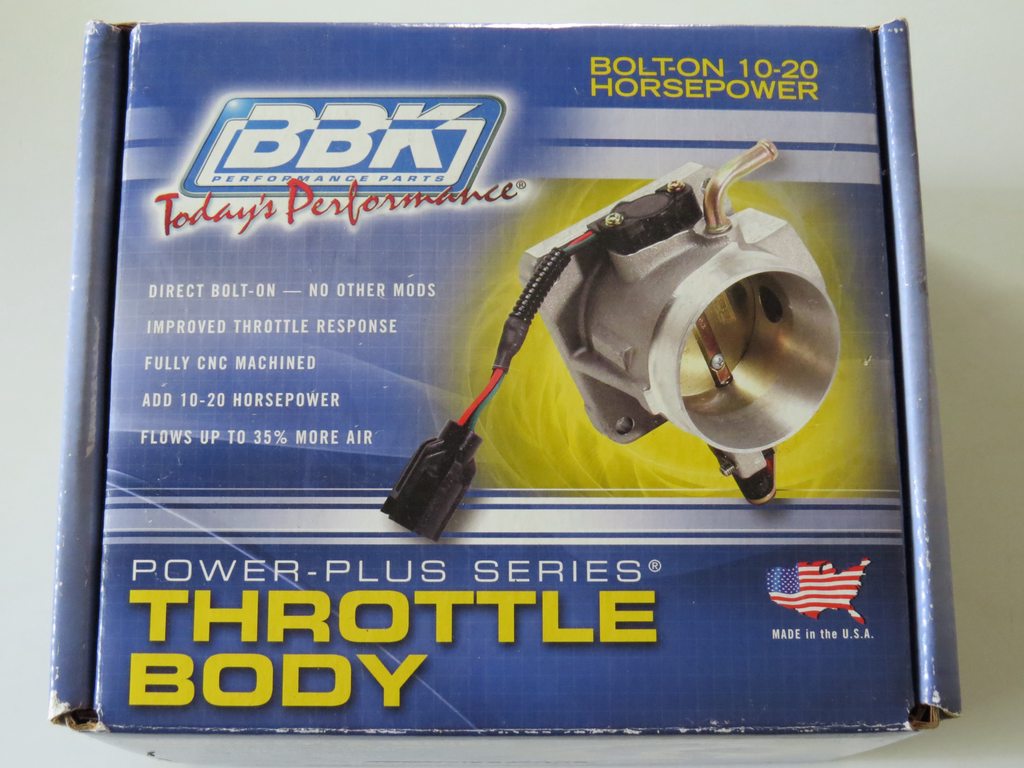 BOLT-ON 10-20
HORSEPOWER
BBK
PERFORMANCE PARTS
Today's Performance®
DIRECT BOLT-ON — NO OTHER MODS
IMPROVED THROTTLE RESPONSE
FULLY CNC MACHINED
ADD 10-20 HORSEPOWER
FLOWS UP TO 35% MORE AIR
POWER-PLUS SERIES®
THROTTLE
BODY
MADE in the U.S.A.